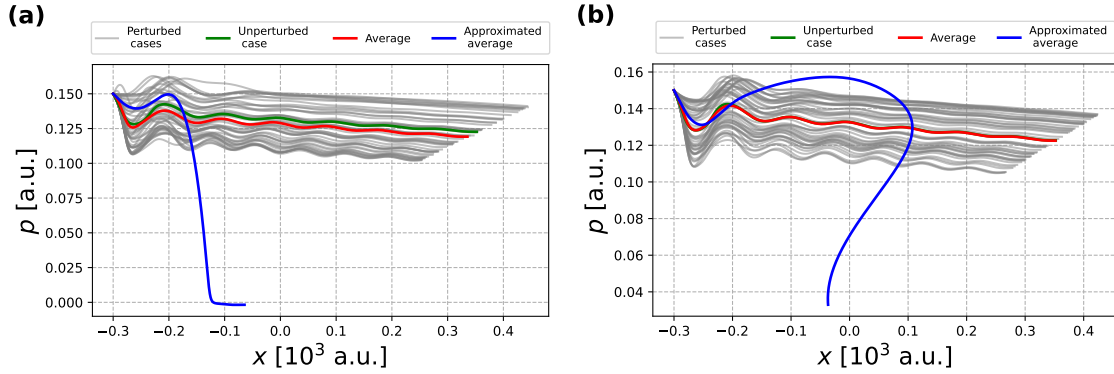 (a)
Perturbed cases
Unperturbed case
Average
Approximated average
0.150
0.125
0.100
0.075
0.050
0.025
0.000
p [a.u.]
−0.3
−0.2
−0.1
0.0
0.1
0.2
0.3
0.4
x [10³ a.u.]
(b)
Perturbed cases
Unperturbed case
Average
Approximated average
0.16
0.14
0.12
0.10
0.08
0.06
0.04
p [a.u.]
−0.3
−0.2
−0.1
0.0
0.1
0.2
0.3
0.4
x [10³ a.u.]